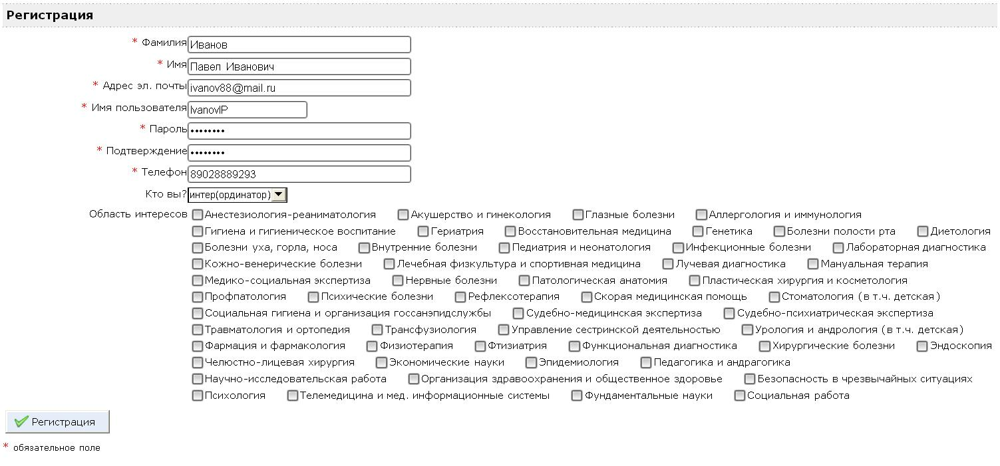 Регистрация
* Фамилия Иванов
* Имя Павел Иванович
* Адрес эл. почты ivanov88@mail.ru
* Имя пользователя IvanovIP
* Пароль ••••••••
* Подтверждение ••••••••
* Телефон 89028889293
Кто вы? интер(ординатор)
Область интересов Анестезиология-реаниматология Акушерство и гинекология Глазные болезни Аллергология и иммунология
Гигиена и гигиеническое воспитание Гериатрия Восстановительная медицина Генетика Болезни полости рта Диетология
Болезни уха, горла, носа Внутренние болезни Педиатрия и неонатология Инфекционные болезни Лабораторная диагностика
Кожно-венерические болезни Лечебная физкультура и спортивная медицина Лучевая диагностика Мануальная терапия
Медико-социальная экспертиза Нервные болезни Патологическая анатомия Пластическая хирургия и косметология
Профпатология Психические болезни Рефлексотерапия Скорая медицинская помощь Стоматология (в т.ч. детская)
Социальная гигиена и организация госсанэпидслужбы Судебно-медицинская экспертиза Судебно-психиатрическая экспертиза
Травматология и ортопедия Трансфузиология Управление сестринской деятельностью Урология и андрология (в т.ч. детская)
Фармация и фармакология Физиотерапия Фтизиатрия Функциональная диагностика Хирургические болезни Эндоскопия
Челюстно-лицевая хирургия Экономические науки Эпидемиология Педагогика и андрагогика
Научно-исследовательская работа Организация здравоохранения и общественное здоровье Безопасность в чрезвычайных ситуациях
Психология Телемедицина и мед. информационные системы Фундаментальные науки Социальная работа
Регистрация
* обязательное поле